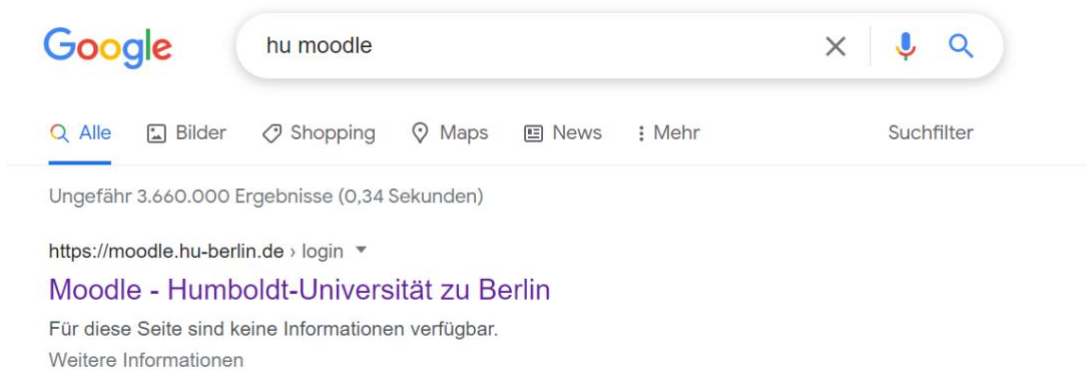 Google hu moodle
Alle Bilder Shopping Maps News Mehr Suchfilter
Ungefähr 3.660.000 Ergebnisse (0,34 Sekunden)
https://moodle.hu-berlin.de › login
Moodle - Humboldt-Universität zu Berlin
Für diese Seite sind keine Informationen verfügbar.
Weitere Informationen